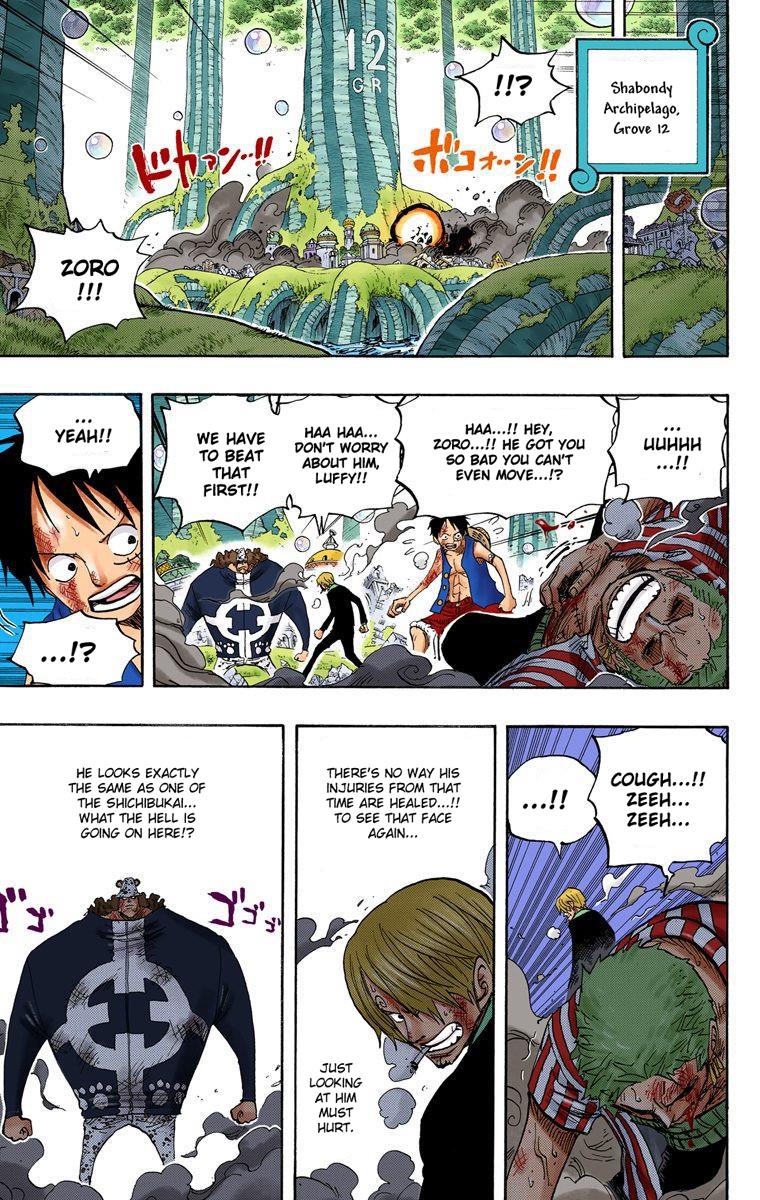 Shabondy
Archipelago,
Grove 12
!!?
12
GR
ボコォーン!!
ドカァン…!!
ZORO
!!!
...
UUHHH
...!!
HAA...!! HEY,
ZORO...!! HE GOT YOU
SO BAD YOU CAN'T
EVEN MOVE...!?
HAA HAA...
DON'T WORRY
ABOUT HIM,
LUFFY!!
WE HAVE
TO BEAT
THAT
FIRST!!
...
YEAH!!
...!?
COUGH...!!
ZEEH...
ZEEH...
...!!
THERE'S NO WAY HIS
INJURIES FROM THAT
TIME ARE HEALED...!!
TO SEE THAT FACE
AGAIN...
JUST
LOOKING
AT HIM
MUST
HURT.
HE LOOKS EXACTLY
THE SAME AS ONE OF
THE SHICHIBUKAI...
WHAT THE HELL IS
GOING ON HERE!?
ゴゴゴゴ
ゴゴゴ